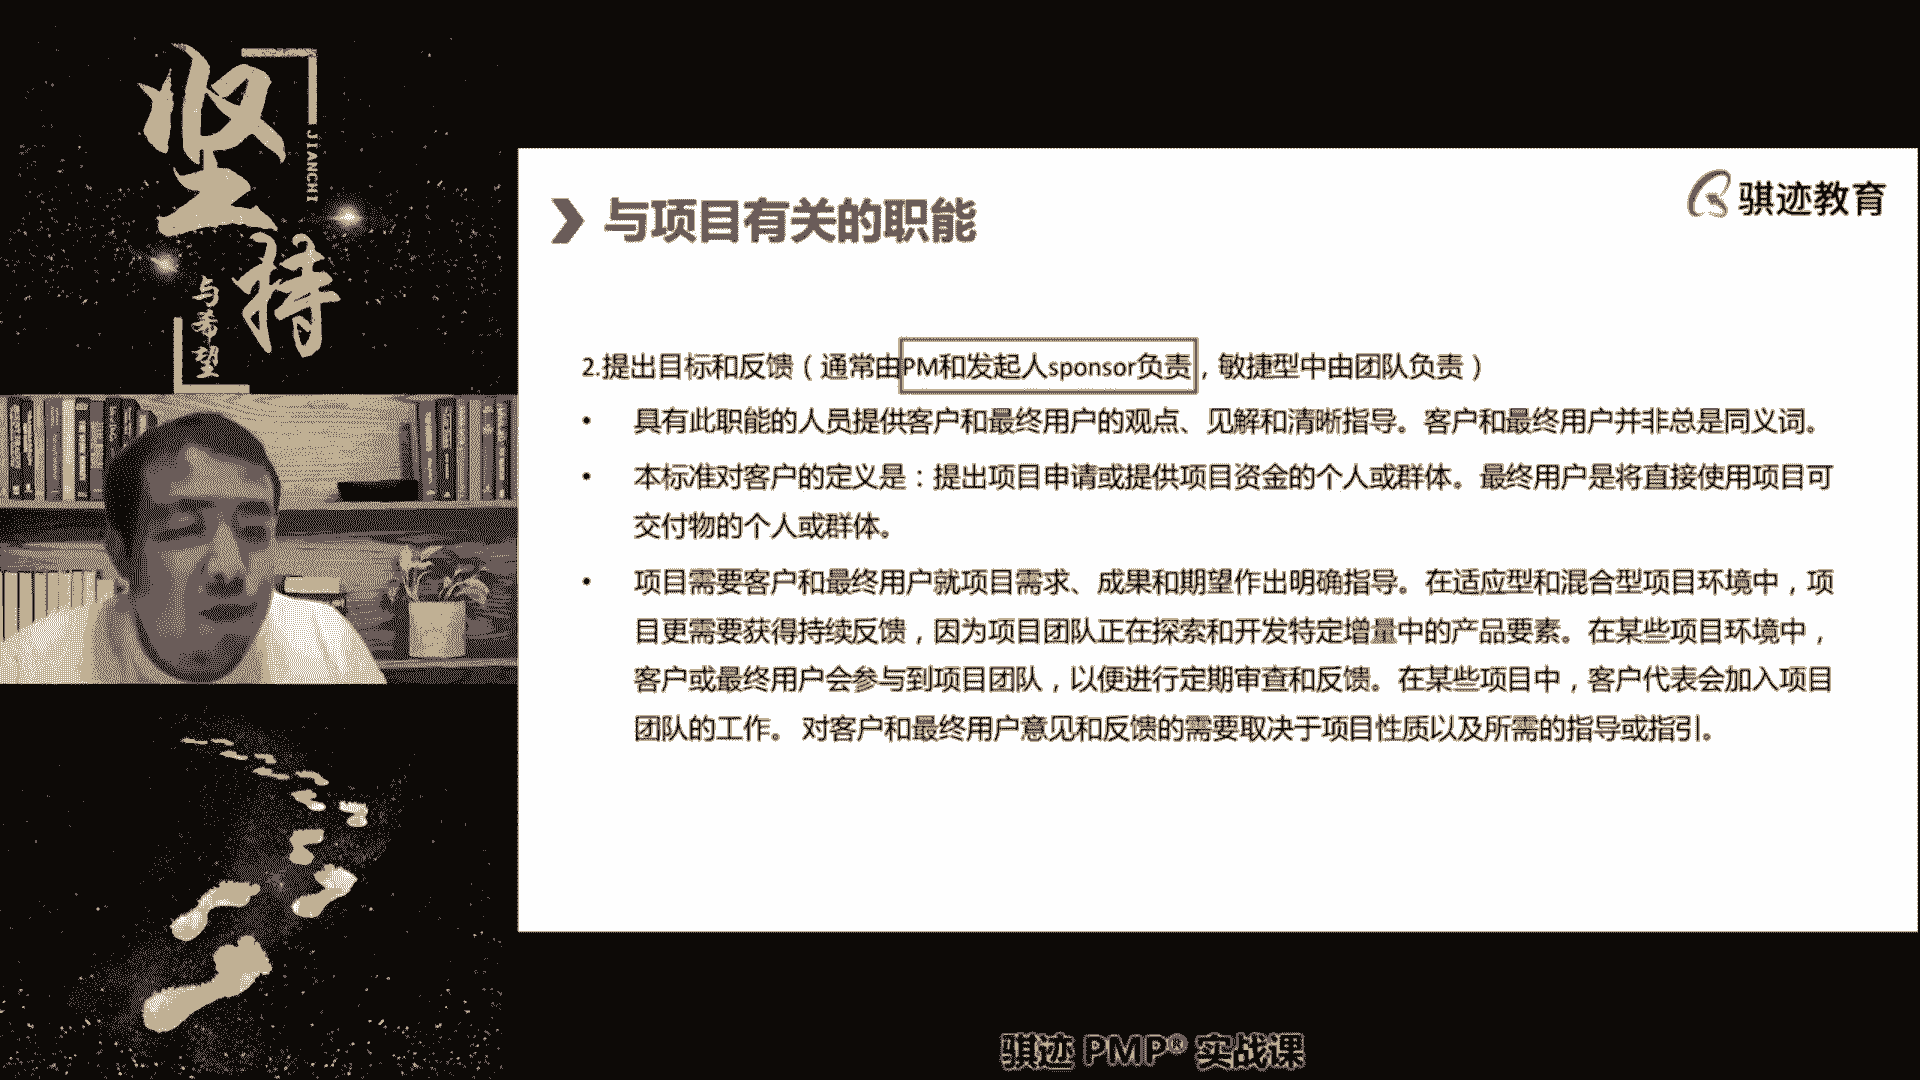 坚持
JIANCHI
与希望
骐迹教育
与项目有关的职能
2.提出目标和反馈（通常由PM和发起人sponsor负责，敏捷型中由团队负责）
• 具有此职能的人员提供客户和最终用户的观点、见解和清晰指导。客户和最终用户并非总是同义词。
• 本标准对客户的定义是：提出项目申请或提供项目资金的个人或群体。最终用户是将直接使用项目可
交付物的个人或群体。
• 项目需要客户和最终用户就项目需求、成果和期望作出明确指导。在适应型和混合型项目环境中，项
目更需要获得持续反馈，因为项目团队正在探索和开发特定增量中的产品要素。在某些项目环境中，
客户或最终用户会参与到项目团队，以便进行定期审查和反馈。在某些项目中，客户代表会加入项目
团队的工作。 对客户和最终用户意见和反馈的需要取决于项目性质以及所需的指导或指引。
骐迹 PMP® 实战课